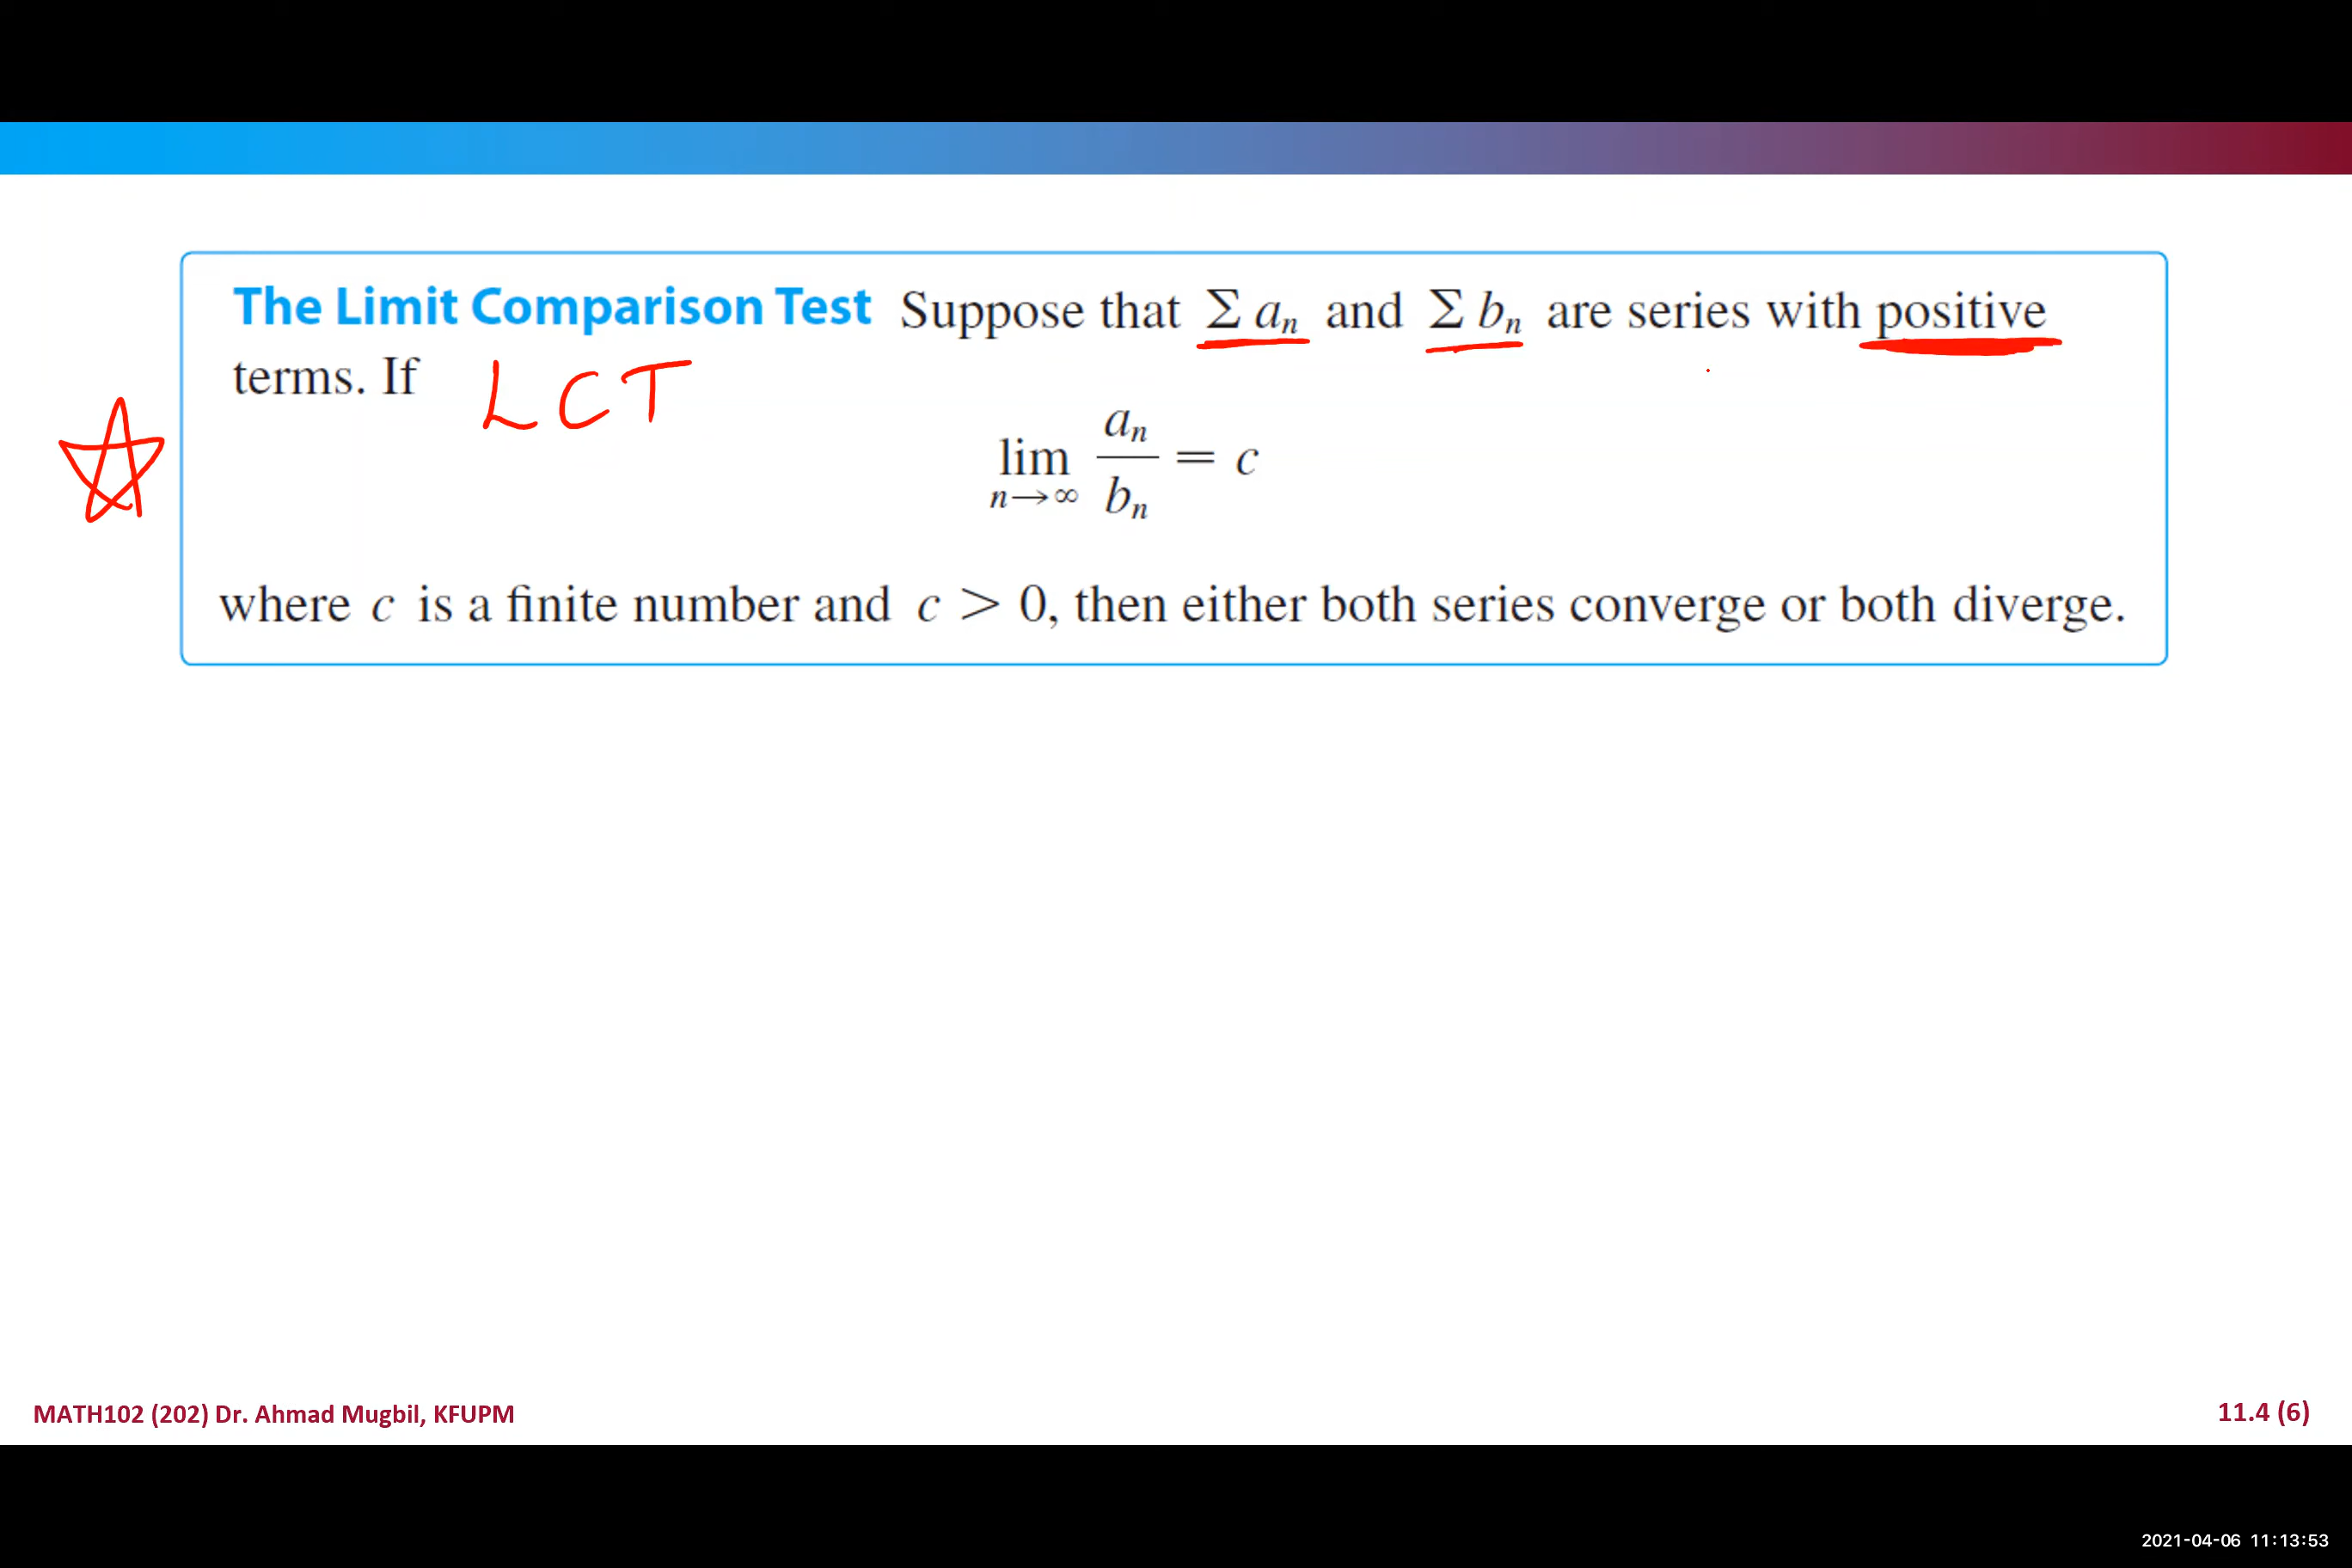 The Limit Comparison Test Suppose that Σ aₙ and Σ bₙ are series with positive
terms. If
LCT
lim n→∞ aₙ/bₙ = c
where c is a finite number and c > 0, then either both series converge or both diverge.
MATH102 (202) Dr. Ahmad Mugbil, KFUPM
11.4 (6)
2021-04-06 11:13:53